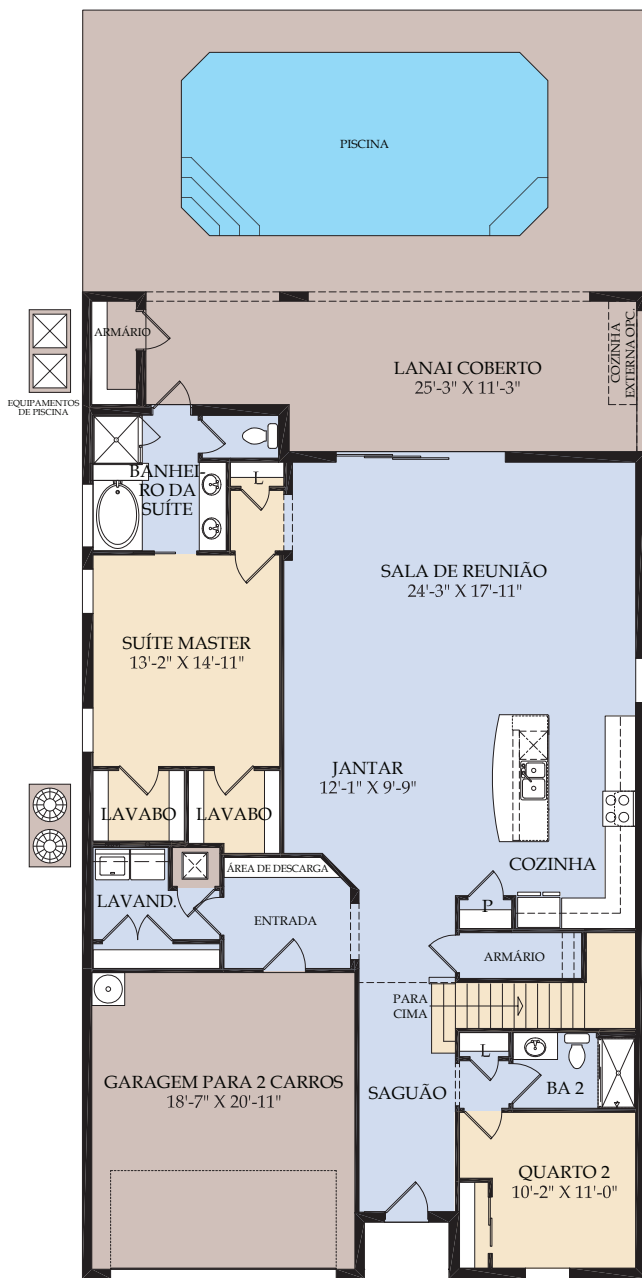 PISCINA
ARMÁRIO
COZINHA
EXTERNA OPC.
LANAI COBERTO
25'-3" X 11'-3"
EQUIPAMENTOS
DE PISCINA
BANHEI-
RO DA
SUÍTE
L
SALA DE REUNIÃO
24'-3" X 17'-11"
SUÍTE MASTER
13'-2" X 14'-11"
JANTAR
12'-1" X 9'-9"
LAVABO
LAVABO
COZINHA
ÁREA DE DESCARGA
LAVAND.
ENTRADA
P
ARMÁRIO
PARA
CIMA
GARAGEM PARA 2 CARROS
18'-7" X 20'-11"
SAGUÃO
L
BA 2
QUARTO 2
10'-2" X 11'-0"